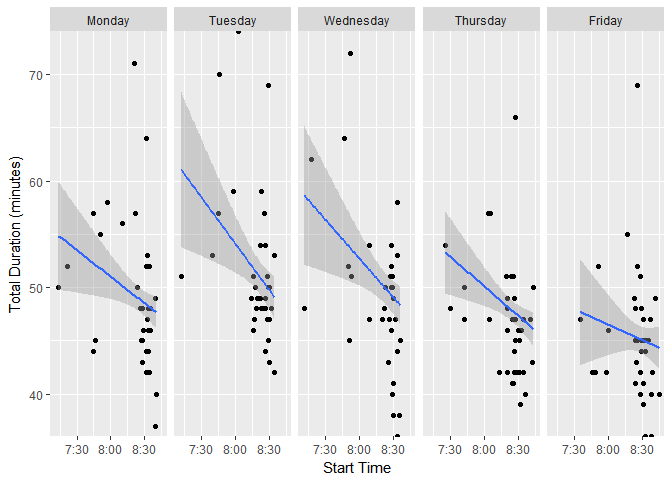 Monday Tuesday Wednesday Thursday Friday
Total Duration (minutes)
70
60
50
40
7:30 8:00 8:30 7:30 8:00 8:30 7:30 8:00 8:30 7:30 8:00 8:30 7:30 8:00 8:30
Start Time